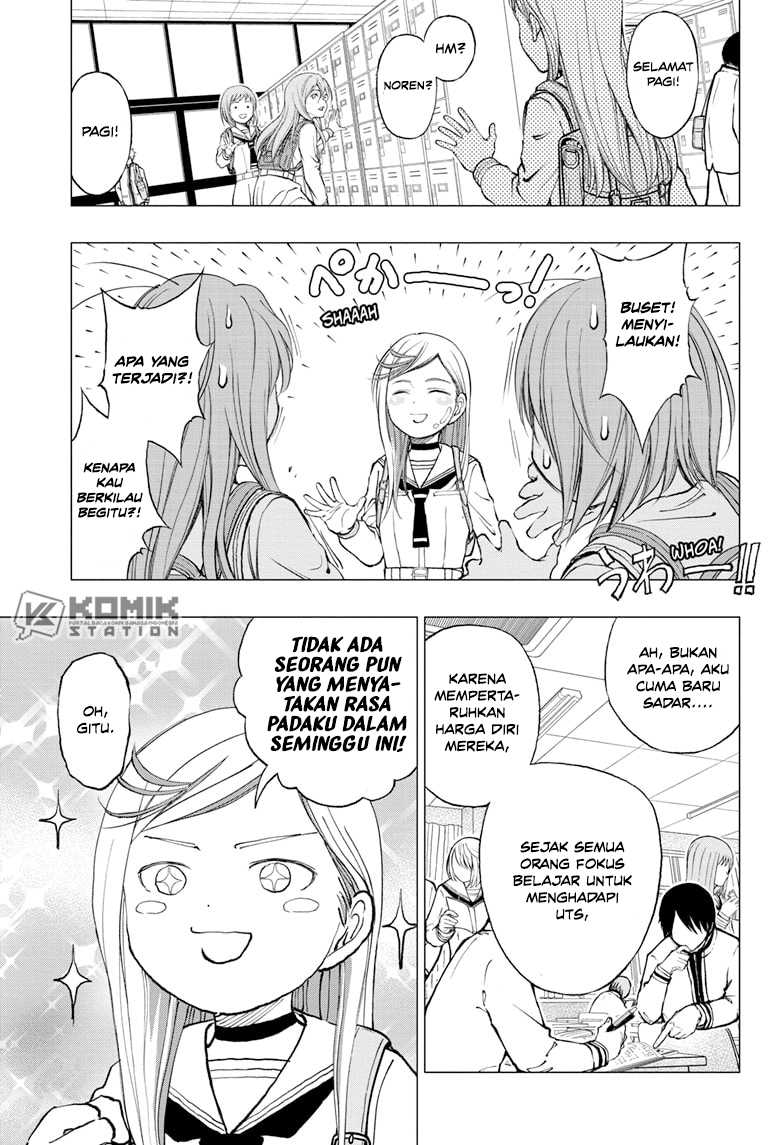 SELAMAT
PAGI!
HM?
NOREN?
PAGI!
BUSET!
MENYI-
LAUKAN!
ぺかーーっ!
SHAAAH
APA YANG
TERJADI?!
KENAPA
KAU
BERKILAU
BEGITU?!
WHOA!
うわー!!
AH, BUKAN
APA-APA, AKU
CUMA BARU
SADAR....
KARENA
MEMPERTA-
RUHKAN
HARGA DIRI
MEREKA,
SEJAK SEMUA
ORANG FOKUS
BELAJAR UNTUK
MENGHADAPI
UTS,
TIDAK ADA
SEORANG PUN
YANG MENYA-
TAKAN RASA
PADAKU DALAM
SEMINGGU INI!
OH,
GITU.
KOMIK
STATION